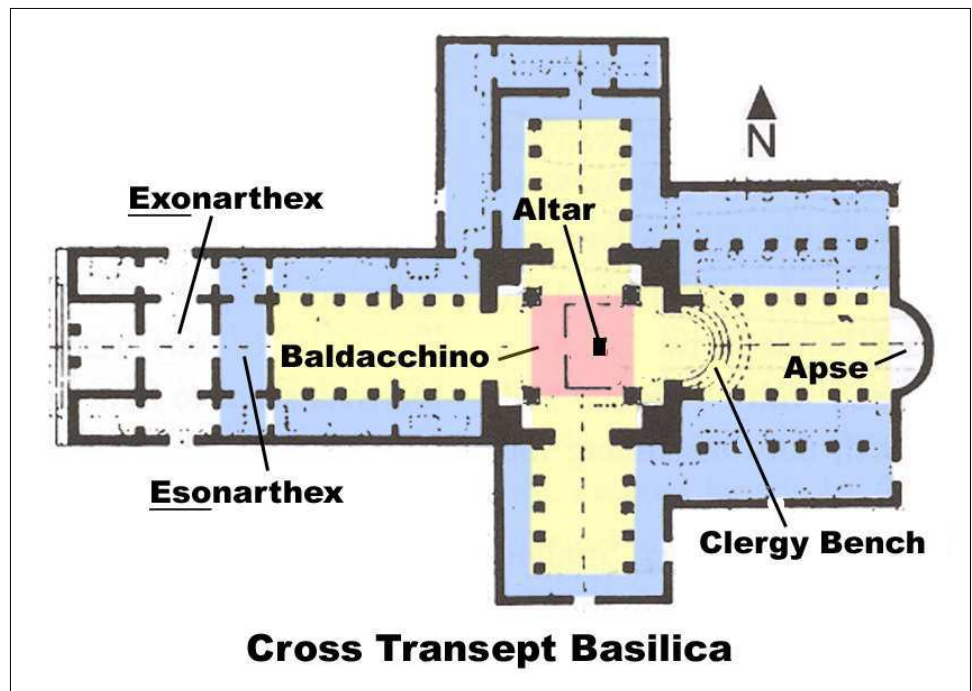 N
Exonarthex
Altar
Baldacchino
Apse
Esonarthex
Clergy Bench
Cross Transept Basilica